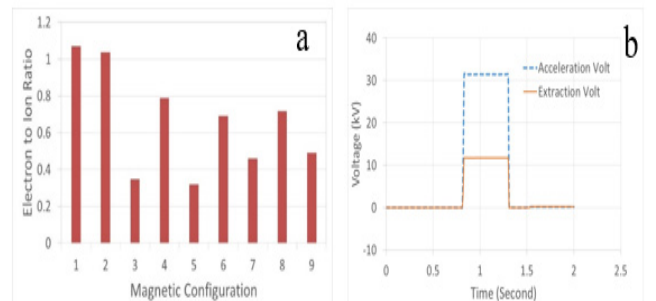 a
Electron to Ion Ratio
1.2
1
0.8
0.6
0.4
0.2
0
1 2 3 4 5 6 7 8 9
Magnetic Configuration
b
Voltage (kV)
40
30
20
10
0
-10
Acceleration Volt
Extraction Volt
0 0.5 1 1.5 2 2.5
Time (Second)